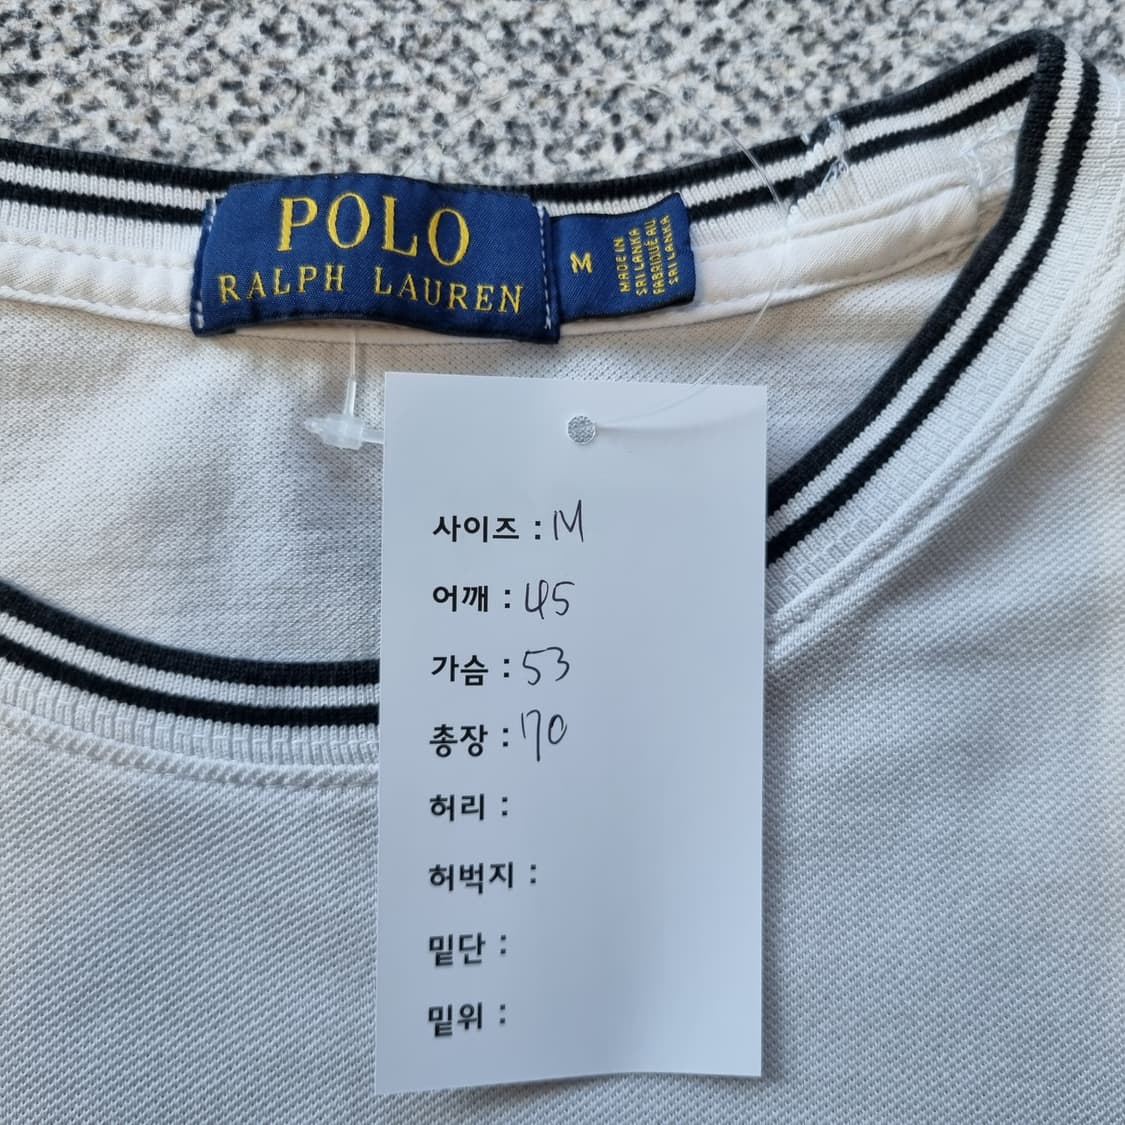 POLO
RALPH LAUREN
M
MADE IN
SRI LANKA
FABRIQUÉ AU
SRI LANKA
사이즈 : M
어깨 : 45
가슴 : 53
총장 : 70
허리 :
허벅지 :
밑단 :
밑위 :